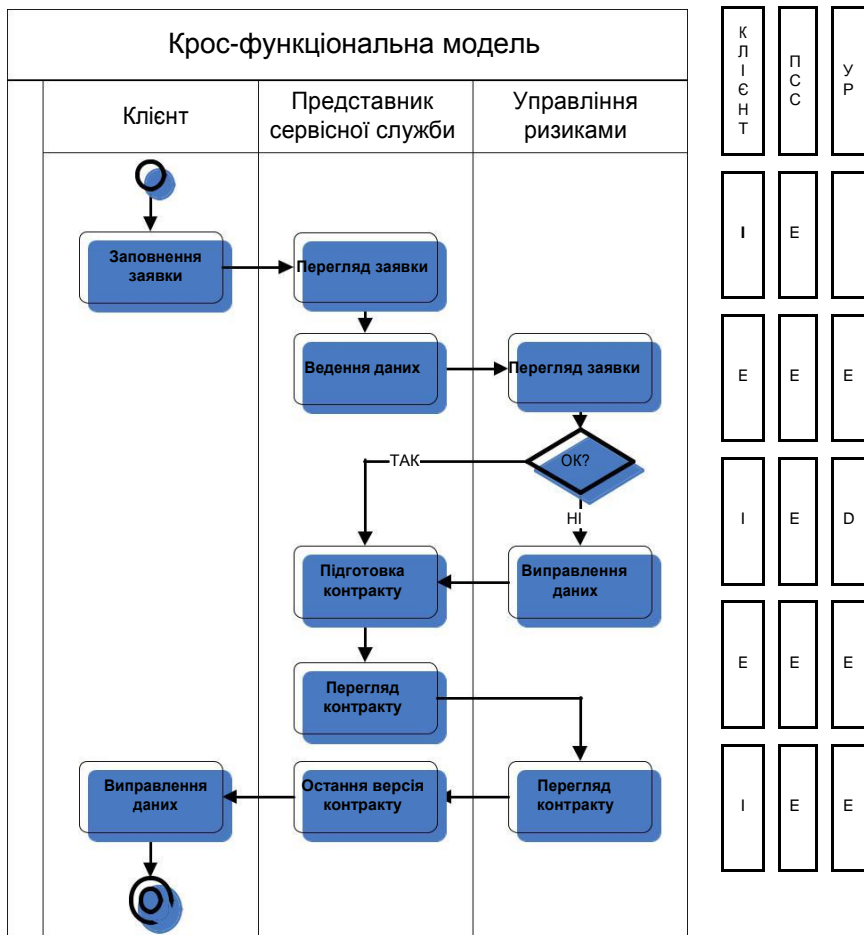 Крос-функціональна модель
Клієнт
Представник
сервісної служби
Управління
ризиками
Заповнення
заявки
Перегляд заявки
Ведення даних
Перегляд заявки
ОК?
ТАК
НІ
Підготовка
контракту
Виправлення
даних
Перегляд
контракту
Виправлення
даних
Остання версія
контракту
Перегляд
контракту
К
Л
І
Є
Н
Т
П
С
С
У
Р
І
Е
Е
Е
Е
І
Е
D
Е
Е
Е
І
Е
Е